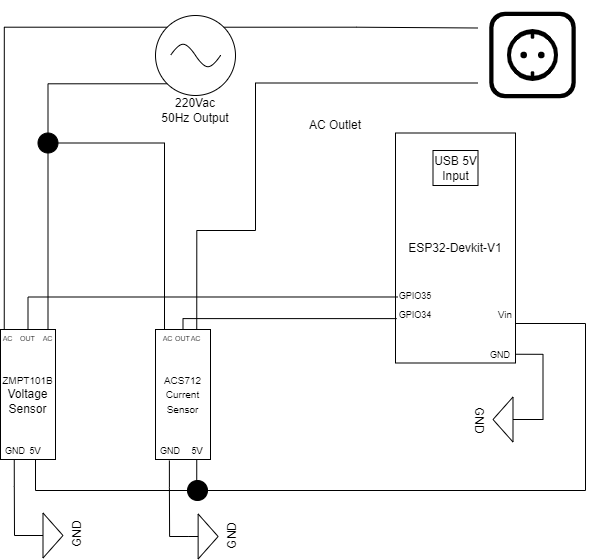 220Vac
50Hz Output
AC Outlet
USB 5V
Input
ESP32-Devkit-V1
GPIO35
GPIO34
Vin
GND
AC OUT AC
ZMPT101B
Voltage
Sensor
GND 5V
AC OUT AC
ACS712
Current
Sensor
GND 5V
GND
GND
GND